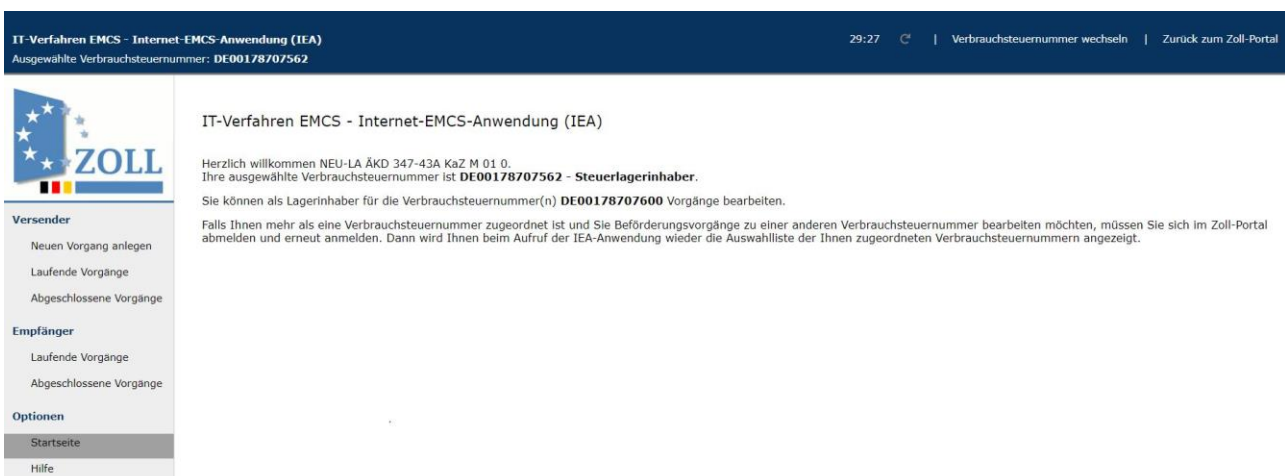 IT-Verfahren EMCS - Internet-EMCS-Anwendung (IEA)
Ausgewählte Verbrauchsteuernummer: DE00178707562
29:27 | Verbrauchsteuernummer wechseln | Zurück zum Zoll-Portal
ZOLL
Versender
Neuen Vorgang anlegen
Laufende Vorgänge
Abgeschlossene Vorgänge
Empfänger
Laufende Vorgänge
Abgeschlossene Vorgänge
Optionen
Startseite
Hilfe
IT-Verfahren EMCS - Internet-EMCS-Anwendung (IEA)
Herzlich willkommen NEU-LA ÄKD 347-43A KaZ M 01 0.
Ihre ausgewählte Verbrauchsteuernummer ist DE00178707562 - Steuerlagerinhaber.
Sie können als Lagerinhaber für die Verbrauchsteuernummer(n) DE00178707600 Vorgänge bearbeiten.
Falls Ihnen mehr als eine Verbrauchsteuernummer zugeordnet ist und Sie Beförderungsvorgänge zu einer anderen Verbrauchsteuernummer bearbeiten möchten, müssen Sie sich im Zoll-Portal
abmelden und erneut anmelden. Dann wird Ihnen beim Aufruf der IEA-Anwendung wieder die Auswahlliste der Ihnen zugeordneten Verbrauchsteuernummern angezeigt.